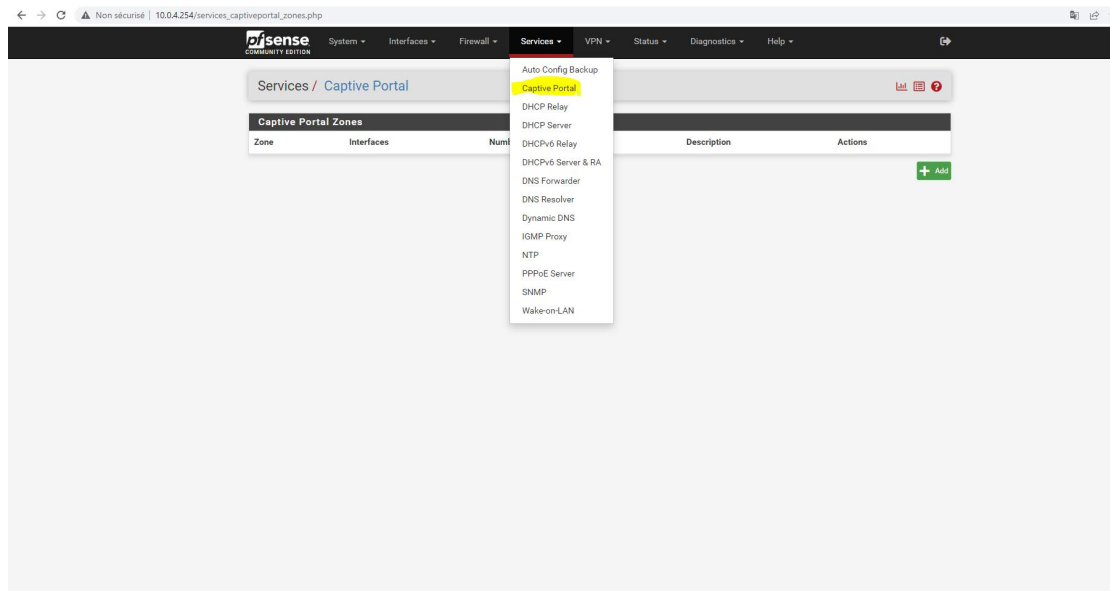 Non sécurisé | 10.0.4.254/services_captiveportal_zones.php
pfsense COMMUNITY EDITION System Interfaces Firewall Services VPN Status Diagnostics Help
Services / Captive Portal
Auto Config Backup
Captive Portal
DHCP Relay
DHCP Server
DHCPv6 Relay
DHCPv6 Server & RA
DNS Forwarder
DNS Resolver
Dynamic DNS
IGMP Proxy
NTP
PPPoE Server
SNMP
Wake-on-LAN
Captive Portal Zones
Zone Interfaces Description Actions
Add